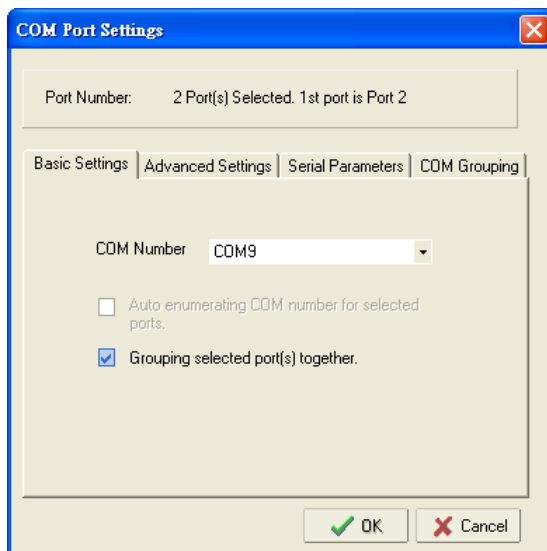 COM Port Settings
Port Number: 2 Port(s) Selected. 1st port is Port 2
Basic Settings Advanced Settings Serial Parameters COM Grouping
COM Number COM9
Auto enumerating COM number for selected
ports.
Grouping selected port(s) together.
OK Cancel